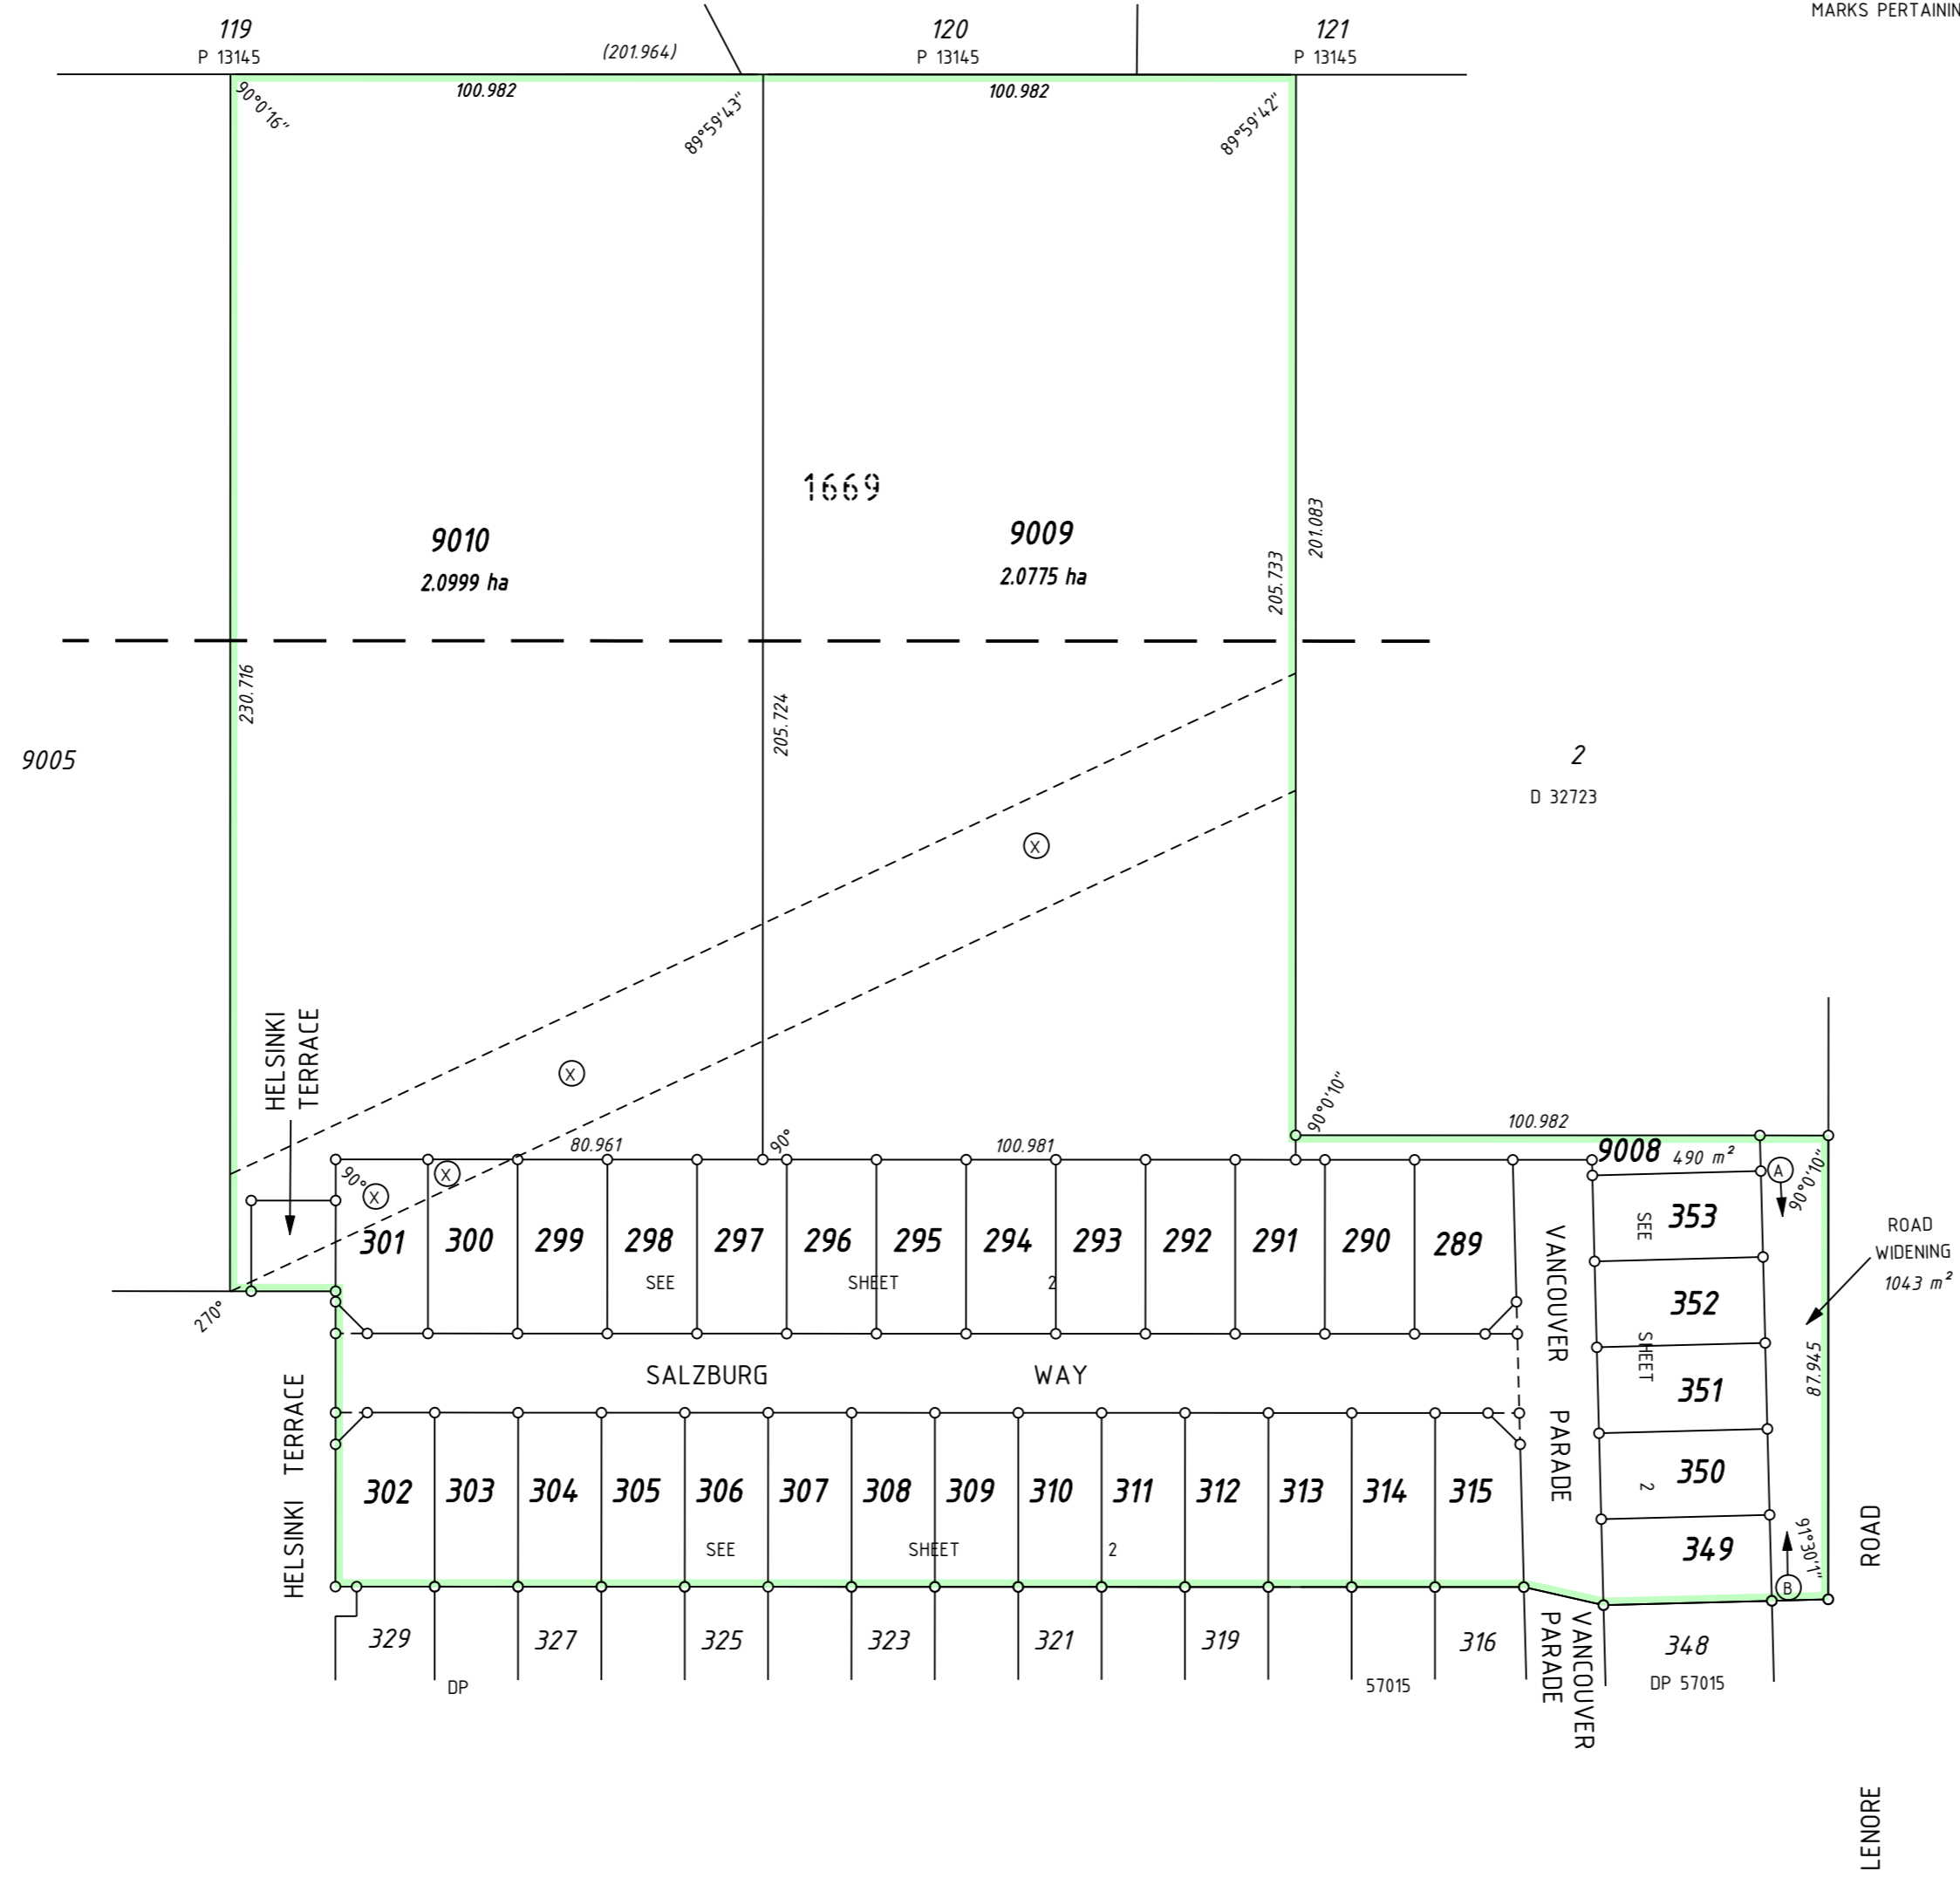 MARKS PERTAININ
119
P 13145
(201.964)
120
P 13145
121
P 13145
90°0'16"
100.982
89°59'43"
100.982
89°59'42"
1669
9010
2.0999 ha
9009
2.0775 ha
201.083
205.733
230.716
205.724
9005
2
D 32723
X
X
HELSINKI
TERRACE
90°0'10"
100.982
80.961
90°
100.981
9008
490 m²
A
90°0'10"
90°
X
X
301
300
299
298
297
296
295
294
293
292
291
290
289
SEE
SHEET
2
VANCOUVER
PARADE
SEE
SHEET
2
353
352
351
350
349
ROAD
WIDENING
1043 m²
87.945
270°
SALZBURG WAY
HELSINKI TERRACE
302
303
304
305
306
307
308
309
310
311
312
313
314
315
SEE
SHEET
2
91°30'1"
B
ROAD
329
327
325
323
321
319
316
348
DP
57015
DP 57015
VANCOUVER
PARADE
LENORE